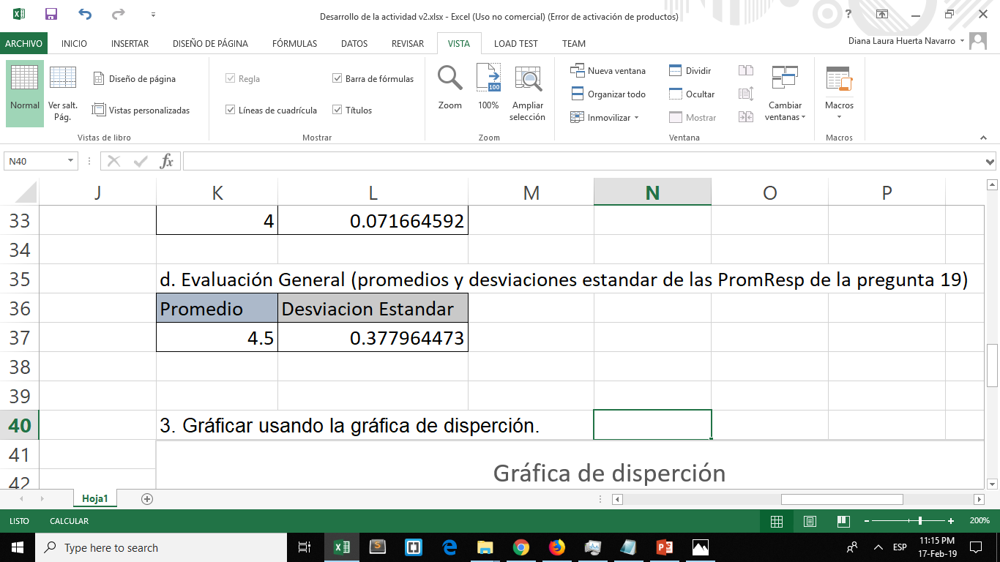 Desarrollo de la actividad v2.xlsx - Excel (Uso no comercial) (Error de activación de productos)
ARCHIVO INICIO INSERTAR DISEÑO DE PÁGINA FÓRMULAS DATOS REVISAR VISTA LOAD TEST TEAM Diana Laura Huerta Navarro
Normal
Ver salt. Pág.
Diseño de página
Vistas personalizadas
Vistas de libro
Regla
Barra de fórmulas
Líneas de cuadrícula
Títulos
Mostrar
Zoom
100
100%
Ampliar selección
Zoom
Nueva ventana
Organizar todo
Inmovilizar
Dividir
Ocultar
Mostrar
Cambiar ventanas
Ventana
Macros
Macros
N40
fx
J K L M N O P
33 4 0.071664592
34
35 d. Evaluación General (promedios y desviaciones estandar de las PromResp de la pregunta 19)
36 Promedio Desviacion Estandar
37 4.5 0.377964473
38
39
40 3. Gráficar usando la gráfica de disperción.
41
42 Gráfica de disperción
Hoja1
LISTO CALCULAR 200%
Type here to search
ESP
11:15 PM
17-Feb-19